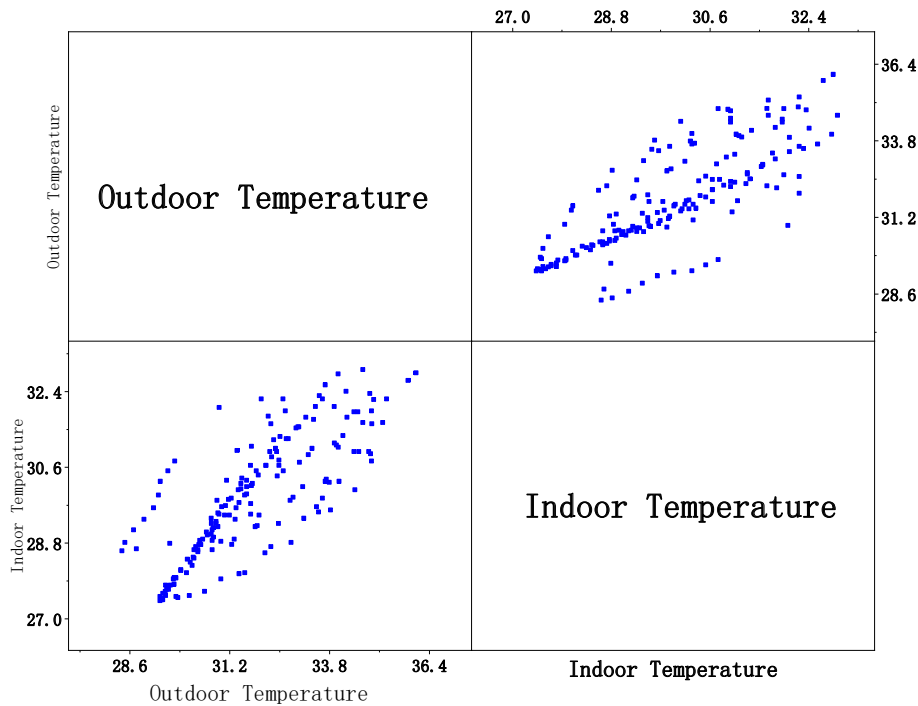 27.0 28.8 30.6 32.4
Outdoor Temperature
Outdoor Temperature
36.4
33.8
31.2
28.6
Indoor Temperature
32.4
30.6
28.8
27.0
Indoor Temperature
28.6 31.2 33.8 36.4
Outdoor Temperature
Indoor Temperature